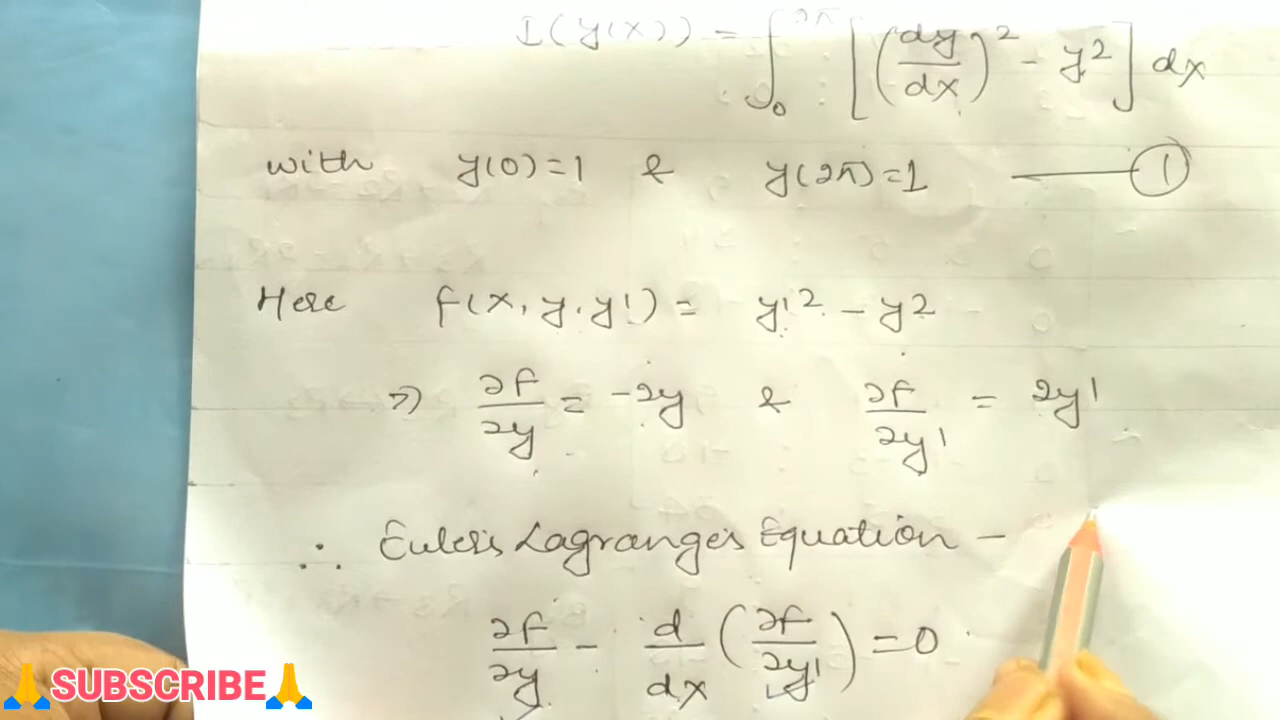 I(y(x)) = ∫₀^2π [(dy/dx)² - y²] dx
with y(0)=1 & y(2π)=1 ——— ①
Here f(x, y, y') = y'² - y²
⇒ ∂f/∂y = -2y & ∂f/∂y' = 2y'
∴ Euler's Lagrange's Equation -
∂f/∂y - d/dx (∂f/∂y') = 0
🙏SUBSCRIBE🙏